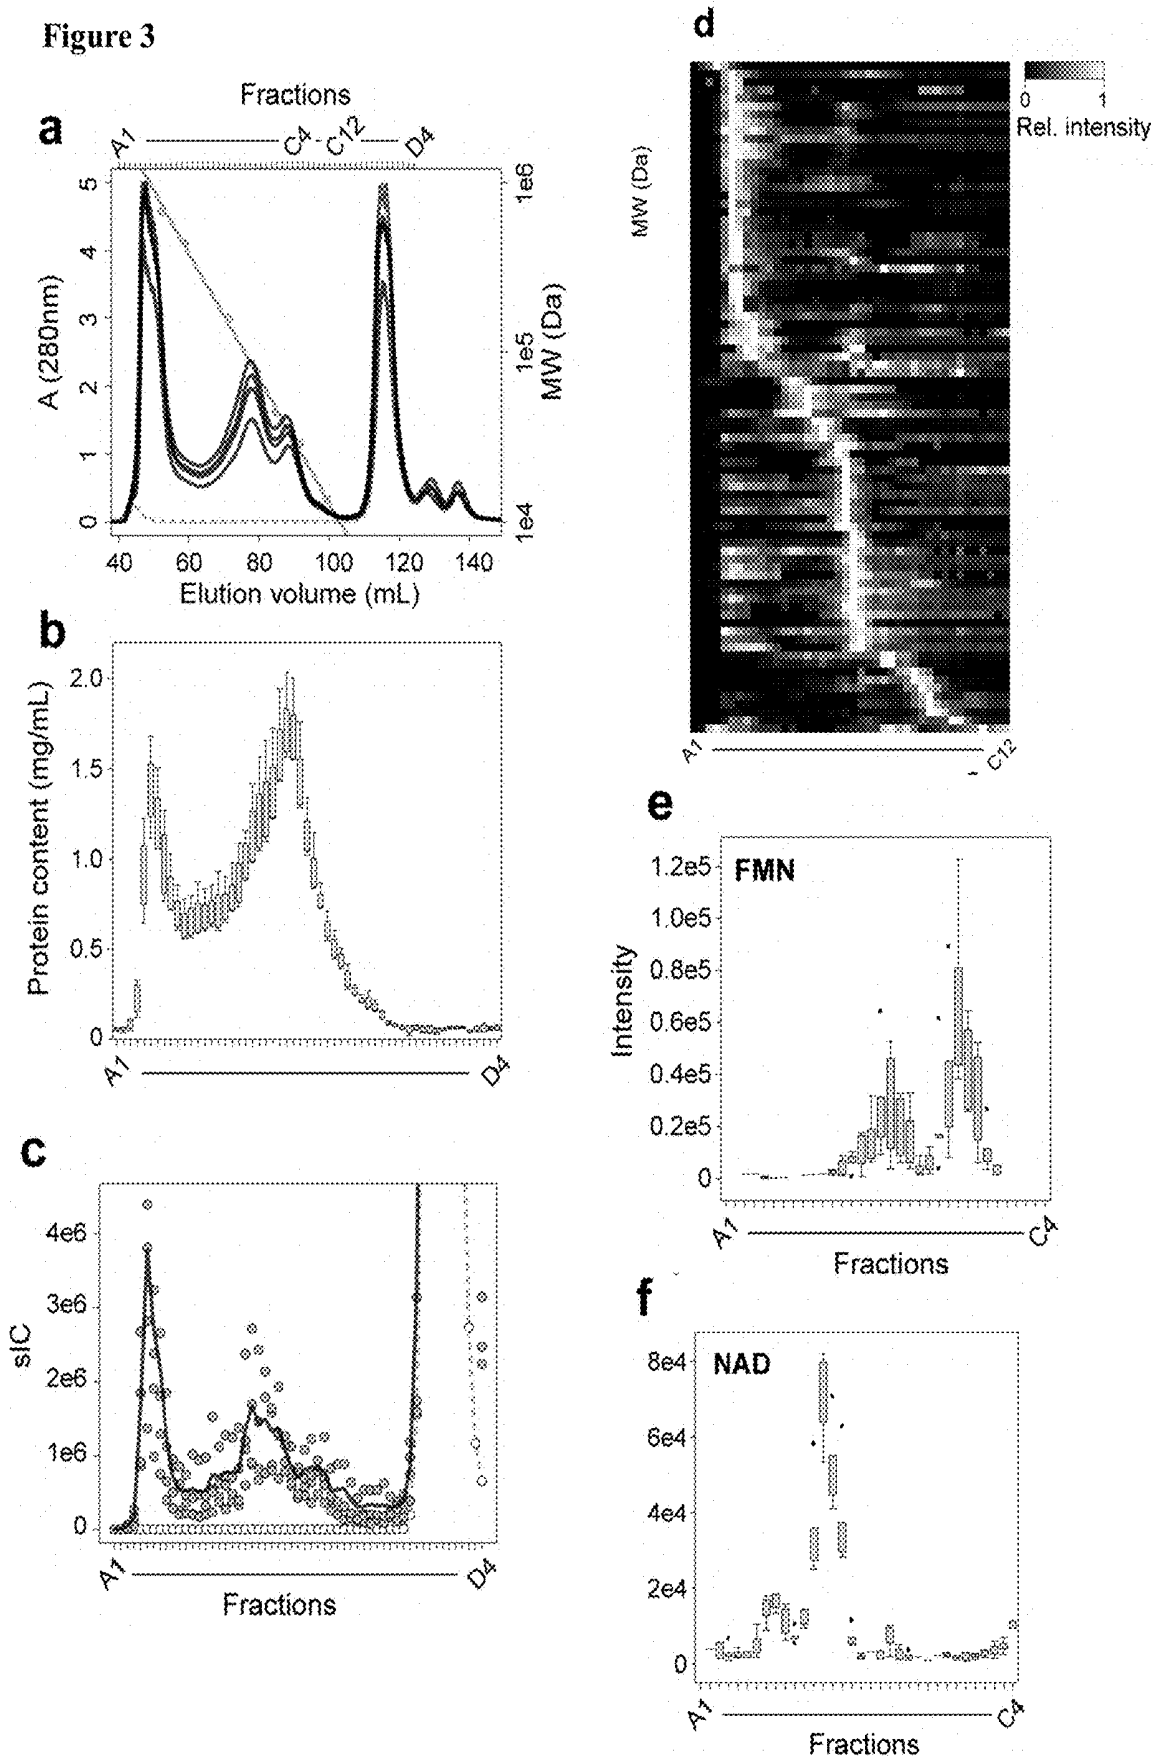 Figure 3
a
Fractions
A1
C4
C12
D4
A (280nm)
5
4
3
2
1
0
1e6
1e5
1e4
MW (Da)
40 60 80 100 120 140
Elution volume (mL)
b
Protein content (mg/mL)
2.0
1.5
1.0
0.5
0
A1
D4
c
sIC
4e6
3e6
2e6
1e6
0
A1
D4
Fractions
d
MW (Da)
0 1
Rel. intensity
A1
C12
e
FMN
Intensity
1.2e5
1.0e5
0.8e5
0.6e5
0.4e5
0.2e5
0
A1
C4
Fractions
f
NAD
8e4
6e4
4e4
2e4
0
A1
C4
Fractions